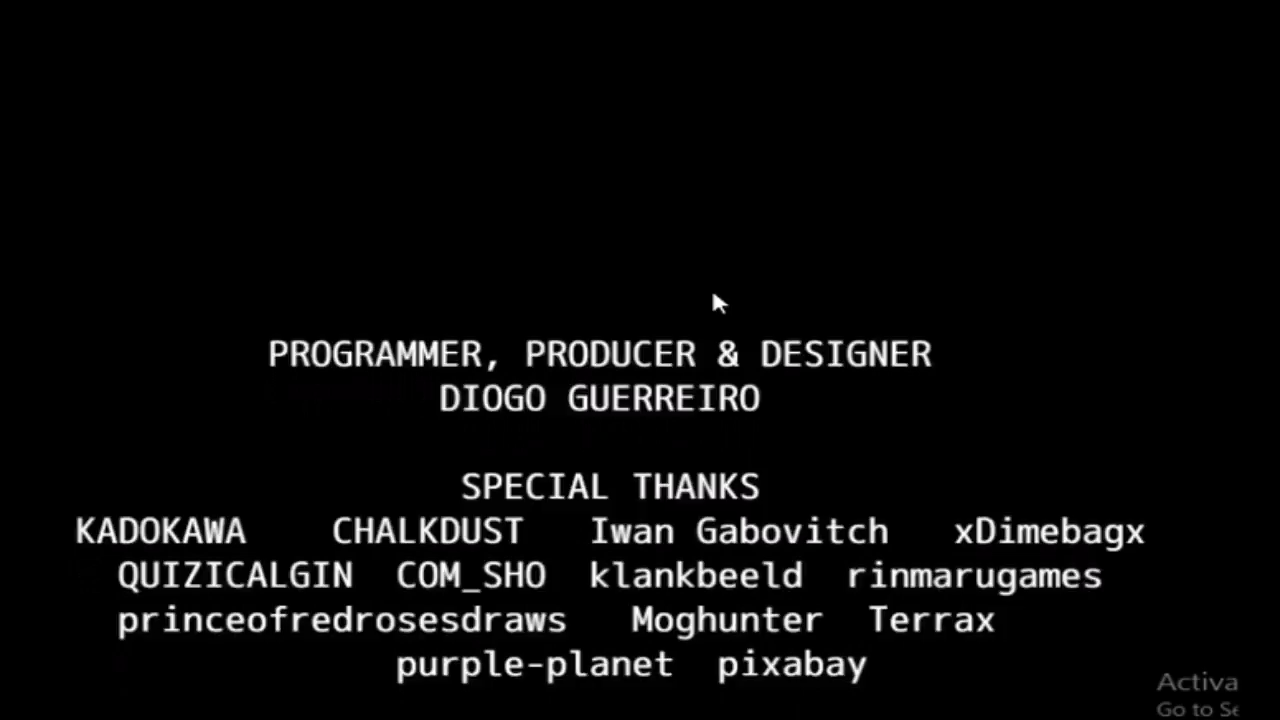 PROGRAMMER, PRODUCER & DESIGNER
DIOGO GUERREIRO
SPECIAL THANKS
KADOKAWA CHALKDUST Iwan Gabovitch xDimebagx
QUIZICALGIN COM_SHO klankbeeld rinmarugames
princeofredrosesdraws Moghunter Terrax
purple-planet pixabay
Activa
Go to Se